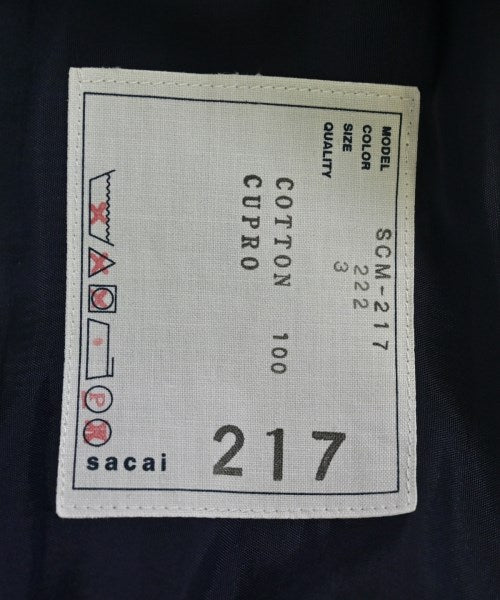 MODEL SCM-217
COLOR 222
SIZE 3
QUALITY
COTTON 100
CUPRO
P
sacai 217